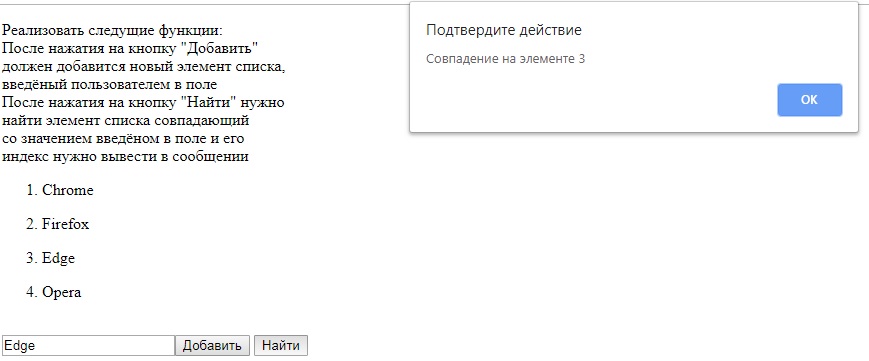 Реализовать следущие функции:
После нажатия на кнопку "Добавить"
должен добавится новый элемент списка,
введёный пользователем в поле
После нажатия на кнопку "Найти" нужно
найти элемент списка совпадающий
со значением введёном в поле и его
индекс нужно вывести в сообщении
1. Chrome
2. Firefox
3. Edge
4. Opera
Edge Добавить Найти
Подтвердите действие
Совпадение на элементе 3
ОК